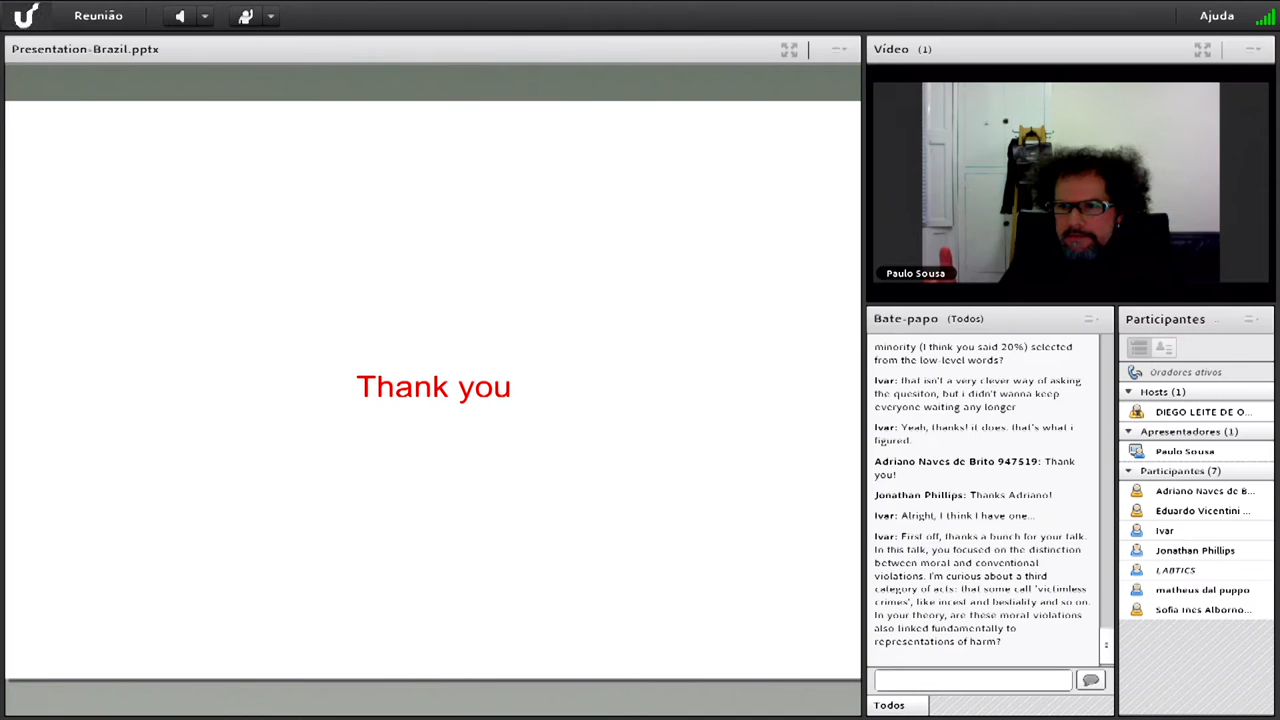 Reunião
Ajuda
Presentation-Brazil.pptx
Thank you
Vídeo (1)
Paulo Sousa
Bate-papo (Todos)
minority (I think you said 20%) selected
from the low-level words?
Ivar: that isn't a very clever way of asking
the quesiton, but i didn't wanna keep
everyone waiting any longer
Ivar: Yeah, thanks! it does. that's what i
figured.
Adriano Naves de Brito 947519: Thank
you!
Jonathan Phillips: Thanks Adriano!
Ivar: Alright, I think I have one...
Ivar: First off, thanks a bunch for your talk.
In this talk, you focused on the distinction
between moral and conventional
violations. I'm curious about a third
category of acts: that some call 'victimless
crimes', like incest and bestiality and so on.
In your theory, are these moral violations
also linked fundamentally to
representations of harm?
Todos
Participantes ..
Oradores ativos
Hosts (1)
DIEGO LEITE DE O...
Apresentadores (1)
Paulo Sousa
Participantes (7)
Adriano Naves de B...
Eduardo Vicentini ...
Ivar
Jonathan Phillips
LABTICS
matheus dal puppo
Sofia Ines Alborno...